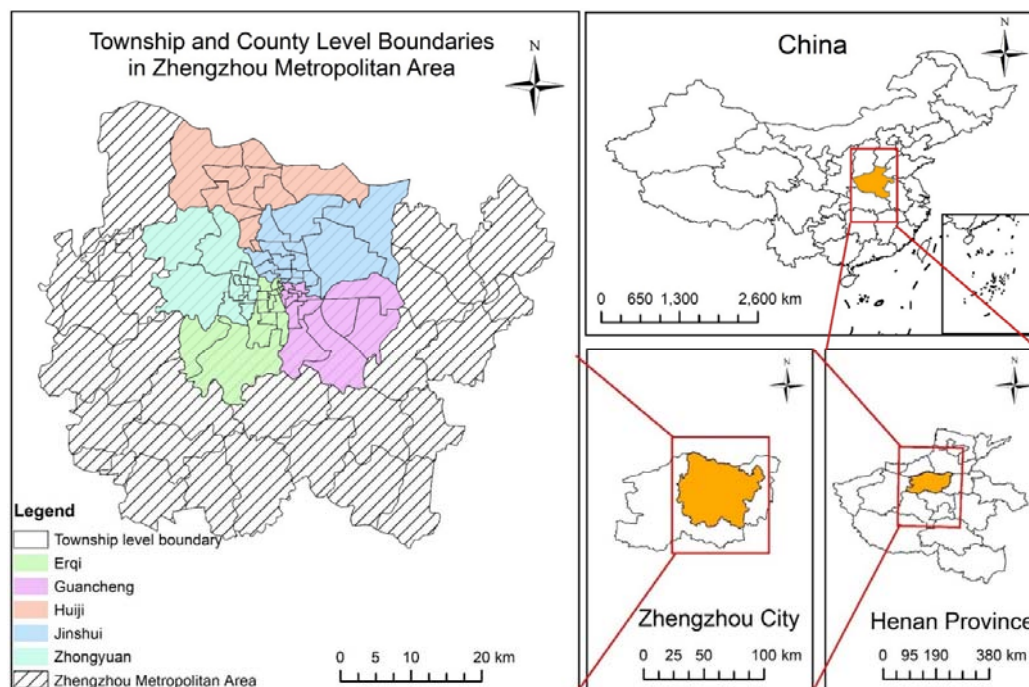 Township and County Level Boundaries
in Zhengzhou Metropolitan Area
N
Legend
Township level boundary
Erqi
Guancheng
Huiji
Jinshui
Zhongyuan
Zhengzhou Metropolitan Area
0 5 10 20 km
China
N
0 650 1,300 2,600 km
N
Zhengzhou City
0 25 50 100 km
N
Henan Province
0 95 190 380 km